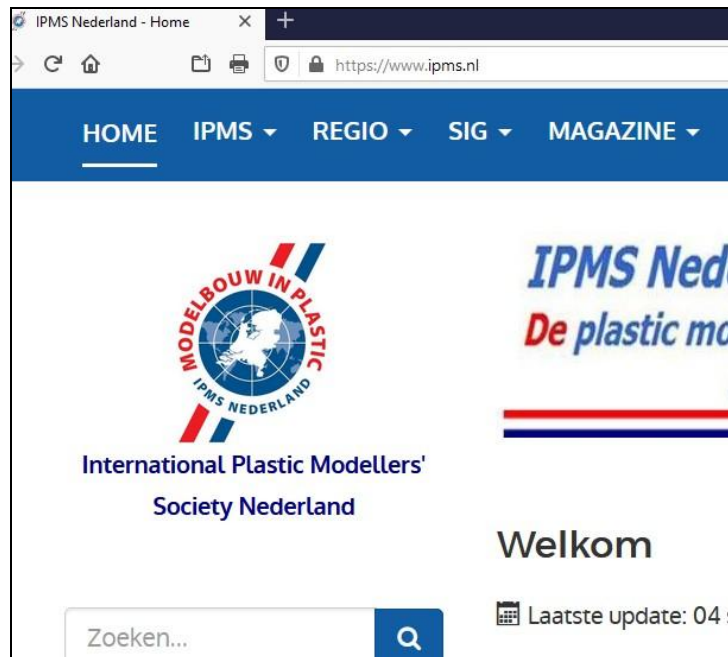 IPMS Nederland - Home
https://www.ipms.nl
HOME IPMS REGIO SIG MAGAZINE
MODELBOUW IN PLASTIC
IPMS NEDERLAND
International Plastic Modellers'
Society Nederland
IPMS Ned
De plastic mo
Welkom
Laatste update: 04
Zoeken...